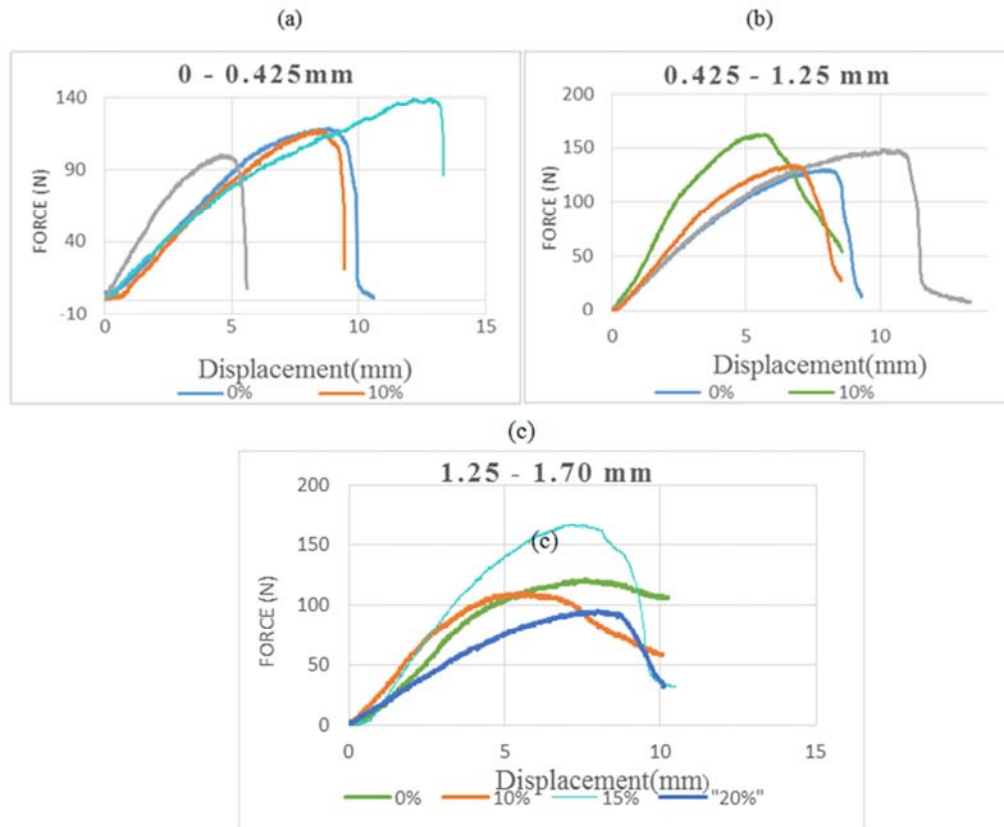 (a)
0 - 0.425mm
140
90
40
-10
FORCE (N)
0 5 10 15
Displacement(mm)
0% 10%
(b)
0.425 - 1.25 mm
200
150
100
50
0
FORCE (N)
0 5 10
Displacement(mm)
0% 10%
(c)
1.25 - 1.70 mm
200
150
100
50
0
FORCE (N)
(c)
0 5 10 15
Displacement(mm)
0% 10% 15% "20%"